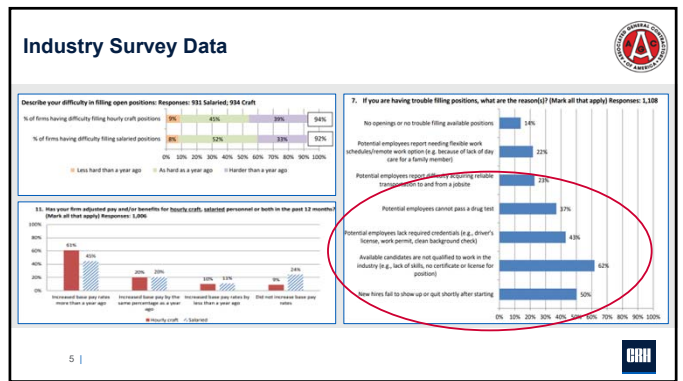 Industry Survey Data
ASSOCIATED GENERAL CONTRACTORS
OF AMERICA
AGC
Describe your difficulty in filling open positions: Responses: 931 Salaried; 934 Craft
% of firms having difficulty filling hourly craft positions 9% 45% 39% 94%
% of firms having difficulty filling salaried positions 8% 52% 33% 92%
0% 10% 20% 30% 40% 50% 60% 70% 80% 90% 100%
Less hard than a year ago As hard as a year ago Harder than a year ago
11. Has your firm adjusted pay and/or benefits for hourly craft, salaried personnel or both in the past 12 months?
(Mark all that apply) Responses: 1,006
100%
80%
60%
40%
20%
0%
61% 45% 20% 20% 10% 11% 9% 24%
Increased base pay rates
more than a year ago
Increased base pay by the
same percentage as a year
ago
Increased base pay rates by
less than a year ago
Did not increase base pay
rates
Hourly craft Salaried
7. If you are having trouble filling positions, what are the reason(s)? (Mark all that apply) Responses: 1,108
No openings or no trouble filling available positions 14%
Potential employees report needing flexible work
schedules/remote work option (e.g. because of lack of day
care for a family member)
22%
Potential employees report difficulty acquiring reliable
transportation to and from a jobsite
23%
Potential employees cannot pass a drug test 37%
Potential employees lack required credentials (e.g., driver's
license, work permit, clean background check)
43%
Available candidates are not qualified to work in the
industry (e.g., lack of skills, no certificate or license for
position)
62%
New hires fail to show up or quit shortly after starting 50%
0% 10% 20% 30% 40% 50% 60% 70% 80% 90% 100%
5 |
CRH